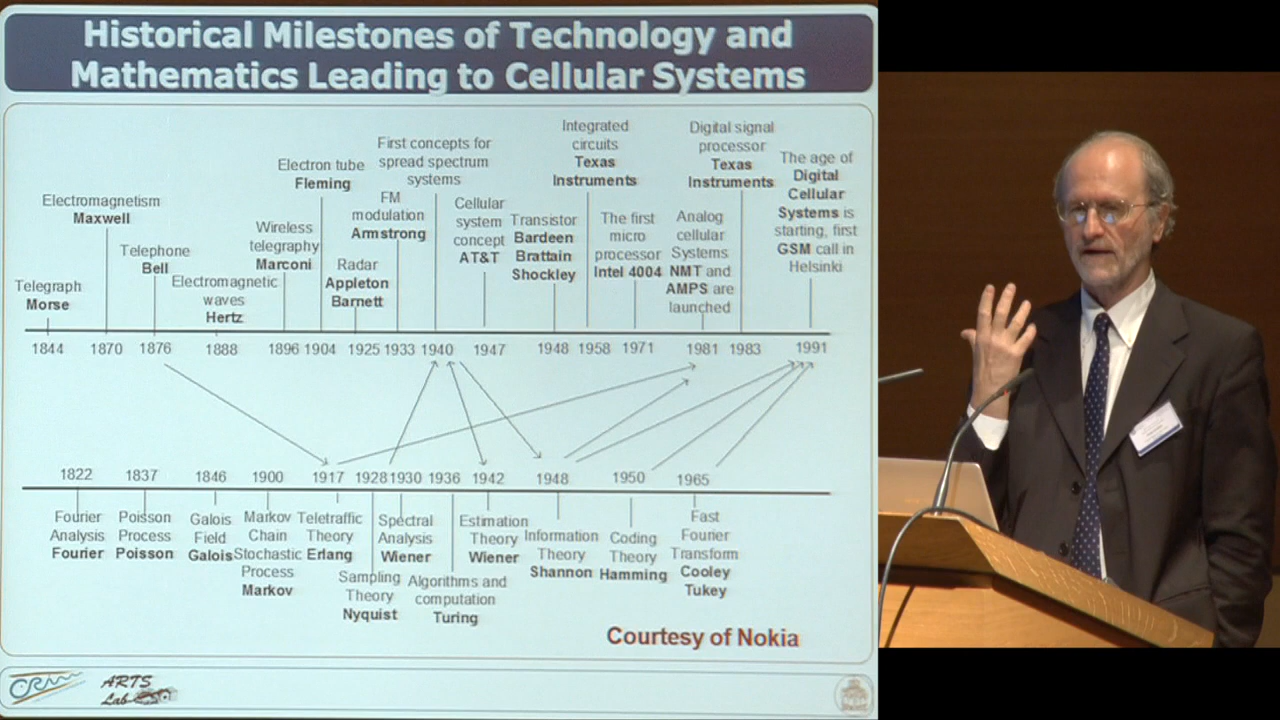 Historical Milestones of Technology and
Mathematics Leading to Cellular Systems
Electromagnetism
Maxwell
Telegraph
Morse
Telephone
Bell
Electromagnetic
waves
Hertz
Wireless
telegraphy
Marconi
Electron tube
Fleming
Radar
Appleton
Barnett
FM
modulation
Armstrong
First concepts for
spread spectrum
systems
Cellular
system
concept
AT&T
Transistor
Bardeen
Brattain
Shockley
Integrated
circuits
Texas
Instruments
The first
micro
processor
Intel 4004
Analog
cellular
Systems
NMT and
AMPS are
launched
Digital signal
processor
Texas
Instruments
The age of
Digital
Cellular
Systems is
starting, first
GSM call in
Helsinki
1844 1870 1876 1888 1896 1904 1925 1933 1940 1947 1948 1958 1971 1981 1983 1991
1822 1837 1846 1900 1917 1928 1930 1936 1942 1948 1950 1965
Fourier
Analysis
Fourier
Poisson
Process
Poisson
Galois
Field
Galois
Markov
Chain
Stochastic
Process
Markov
Teletraffic
Theory
Erlang
Sampling
Theory
Nyquist
Spectral
Analysis
Wiener
Algorithms and
computation
Turing
Estimation
Theory
Wiener
Information
Theory
Shannon
Coding
Theory
Hamming
Fast
Fourier
Transform
Cooley
Tukey
Courtesy of Nokia
CRM
ARTS
Lab